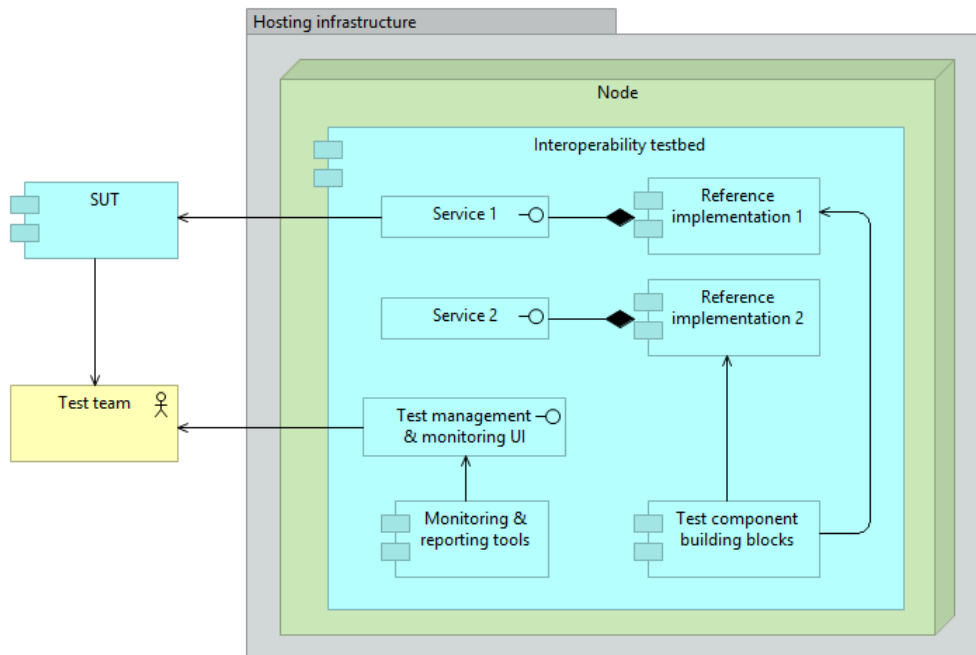 Hosting infrastructure
Node
Interoperability testbed
SUT
Service 1
Reference
implementation 1
Service 2
Reference
implementation 2
Test team
Test management
& monitoring UI
Monitoring &
reporting tools
Test component
building blocks